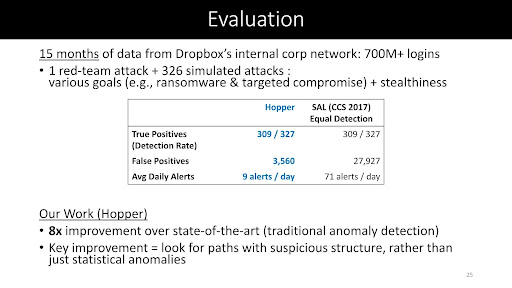 Evaluation
15 months of data from Dropbox's internal corp network: 700M+ logins
• 1 red-team attack + 326 simulated attacks :
various goals (e.g., ransomware & targeted compromise) + stealthiness
Hopper SAL (CCS 2017)
Equal Detection
True Positives 309 / 327 309 / 327
(Detection Rate)
False Positives 3,560 27,927
Avg Daily Alerts 9 alerts / day 71 alerts / day
Our Work (Hopper)
• 8x improvement over state-of-the-art (traditional anomaly detection)
• Key improvement = look for paths with suspicious structure, rather than
just statistical anomalies
25